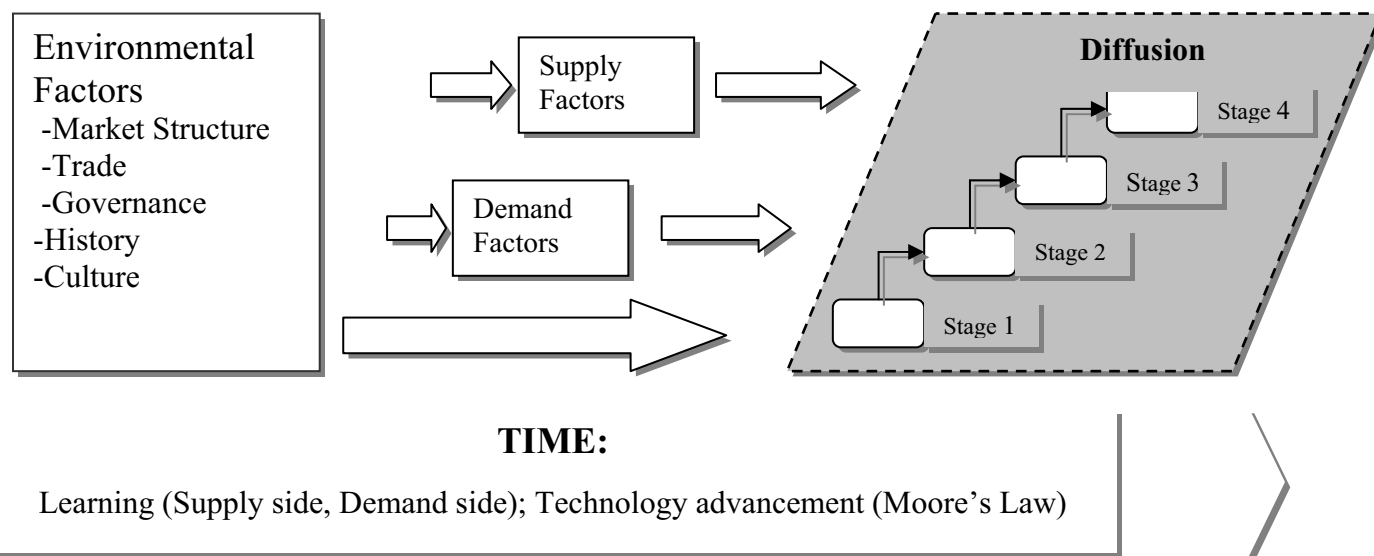 Environmental
Factors
-Market Structure
-Trade
-Governance
-History
-Culture
Supply
Factors
Demand
Factors
Diffusion
Stage 4
Stage 3
Stage 2
Stage 1
TIME:
Learning (Supply side, Demand side); Technology advancement (Moore’s Law)